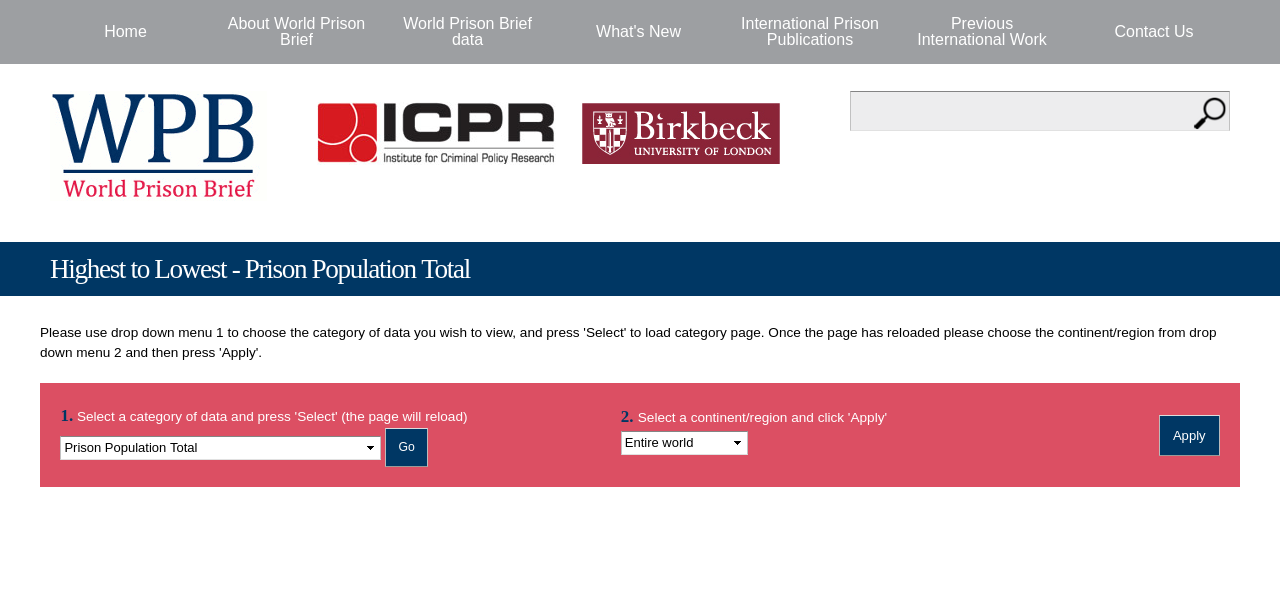 Home
About World Prison
Brief
World Prison Brief
data
What's New
International Prison
Publications
Previous
International Work
Contact Us
WPB
World Prison Brief
ICPR
Institute for Criminal Policy Research
Birkbeck
UNIVERSITY OF LONDON
Highest to Lowest - Prison Population Total
Please use drop down menu 1 to choose the category of data you wish to view, and press 'Select' to load category page. Once the page has reloaded please choose the continent/region from drop
down menu 2 and then press 'Apply'.
1. Select a category of data and press 'Select' (the page will reload)
Prison Population Total
Go
2. Select a continent/region and click 'Apply'
Entire world
Apply